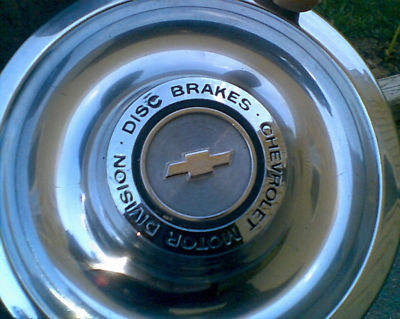 DISC BRAKES · CHEVROLET MOTOR DIVISION ·